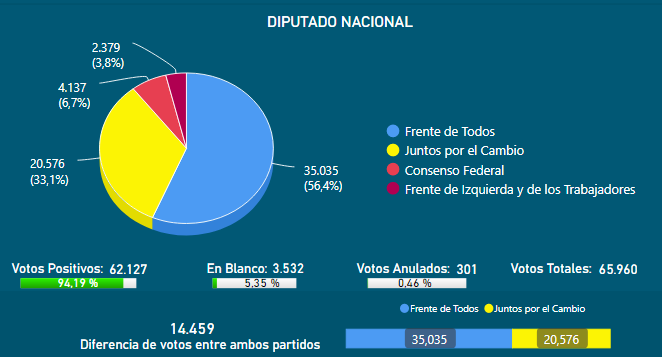 DIPUTADO NACIONAL
2.379
(3,8%)
4.137
(6,7%)
20.576
(33,1%)
35.035
(56,4%)
Frente de Todos
Juntos por el Cambio
Consenso Federal
Frente de Izquierda y de los Trabajadores
Votos Positivos: 62.127
94,19 %
En Blanco: 3.532
5,35 %
Votos Anulados: 301
0,46 %
Votos Totales: 65.960
14.459
Diferencia de votos entre ambos partidos
Frente de Todos Juntos por el Cambio
35,035 20,576